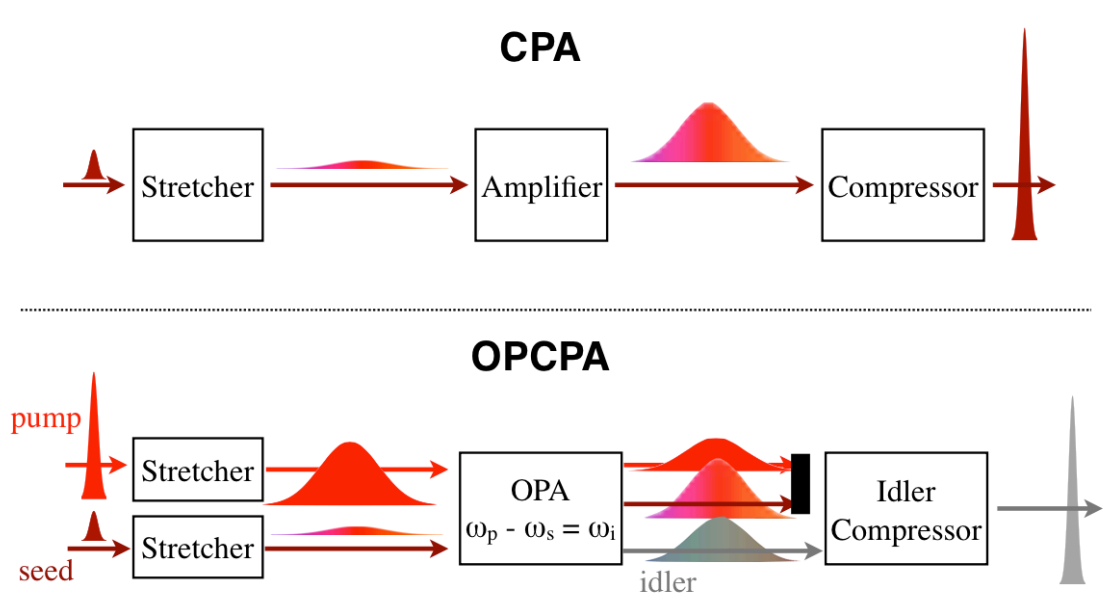 CPA
Stretcher
Amplifier
Compressor
OPCPA
pump
Stretcher
seed
Stretcher
OPA
ωp - ωs = ωi
idler
Idler
Compressor